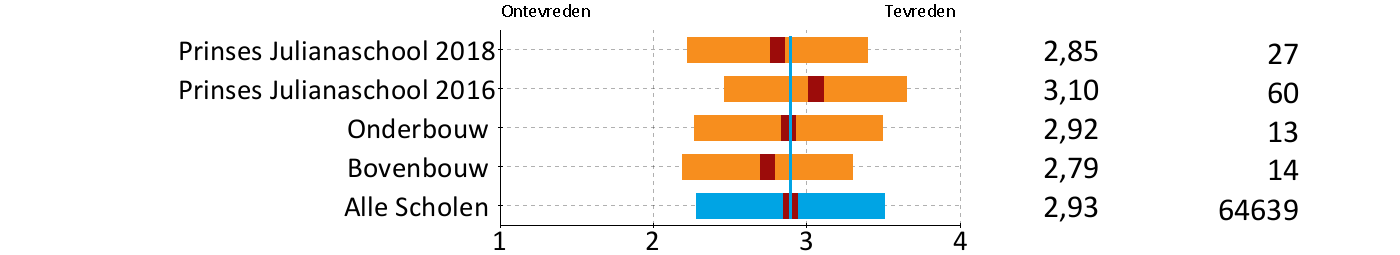 Ontevreden Tevreden
Prinses Julianaschool 2018 2,85 27
Prinses Julianaschool 2016 3,10 60
Onderbouw 2,92 13
Bovenbouw 2,79 14
Alle Scholen 2,93 64639
1 2 3 4